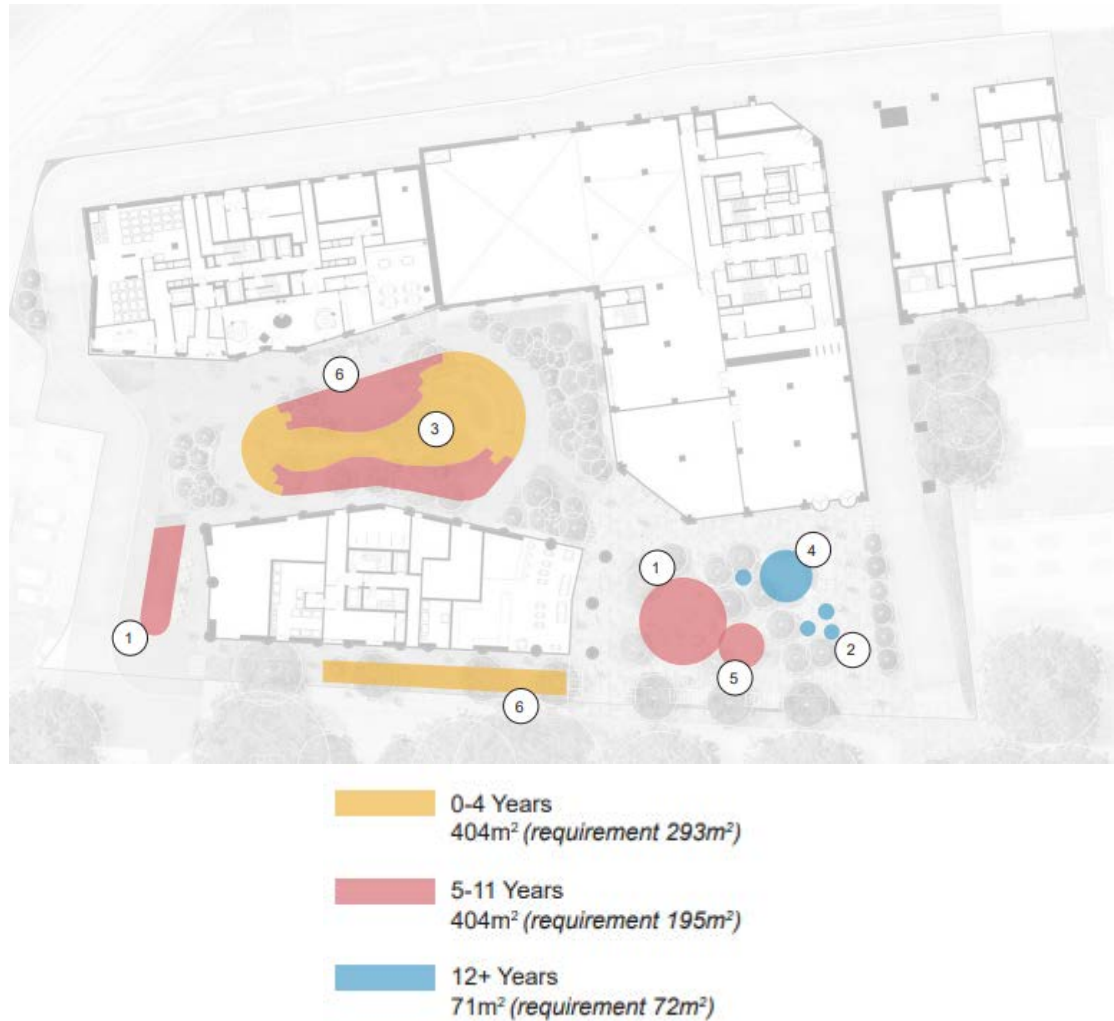 6
3
4
1
1
2
5
6
0-4 Years
404m² (requirement 293m²)
5-11 Years
404m² (requirement 195m²)
12+ Years
71m² (requirement 72m²)